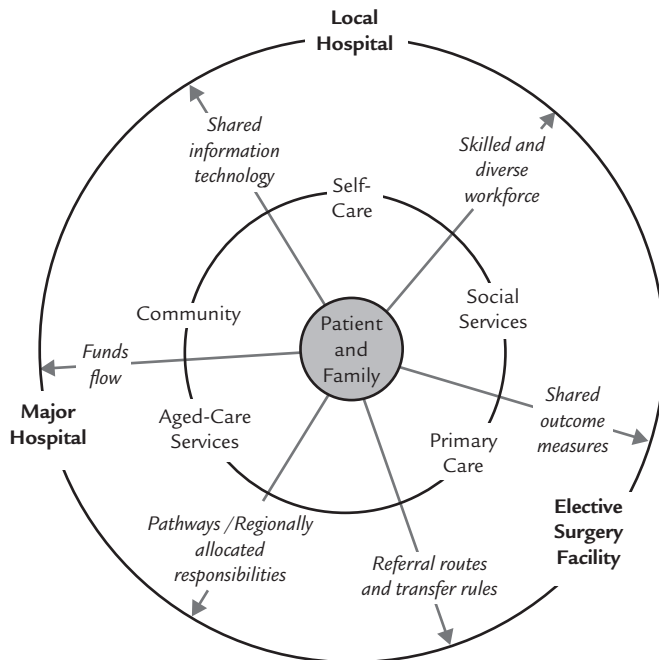 Local
Hospital
Shared
information
technology
Skilled and
diverse
workforce
Self-
Care
Community
Social
Services
Patient
and
Family
Funds
flow
Major
Hospital
Aged-Care
Services
Primary
Care
Shared
outcome
measures
Pathways / Regionally
allocated
responsibilities
Referral routes
and transfer rules
Elective
Surgery
Facility